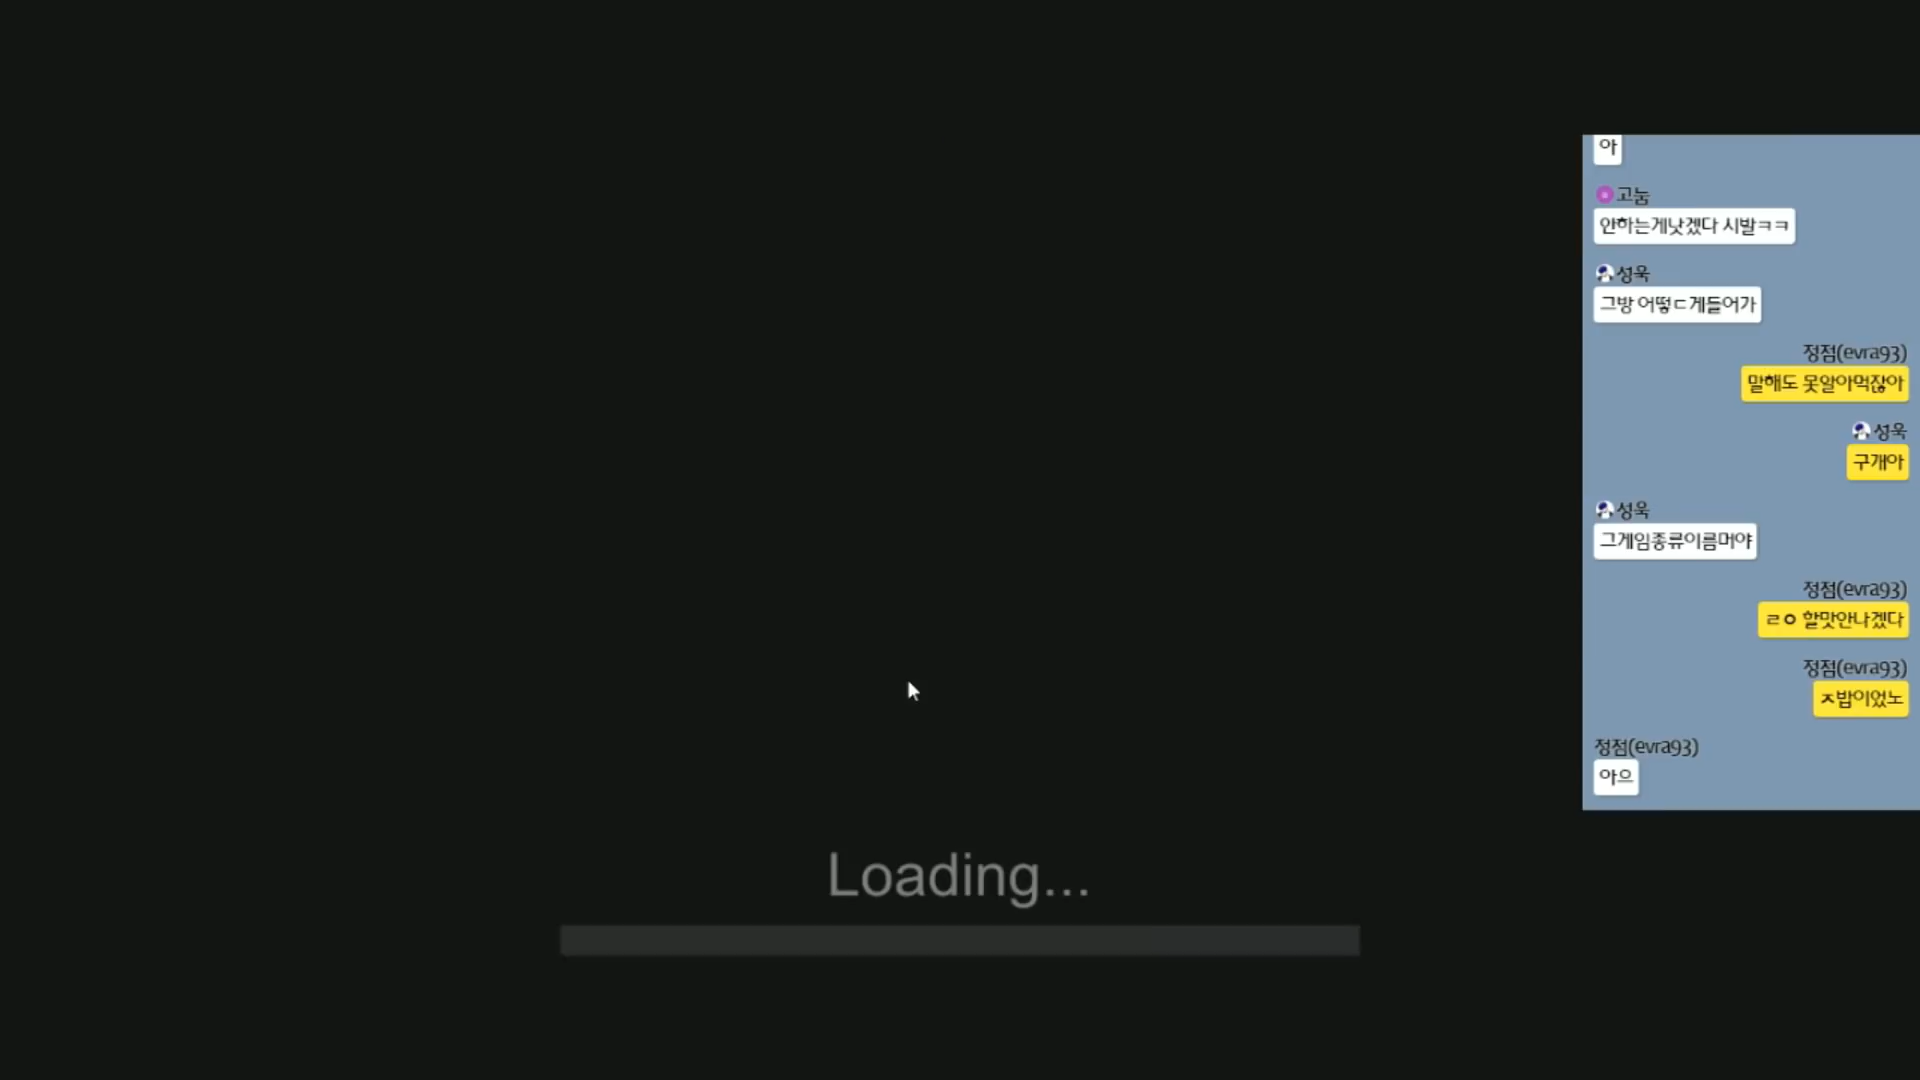 아
고눔
안하는게낫겠다 시발ㅋㅋ
성욱
그방 어떻ㄷ게들어가
정점(evra93)
말해도 못알아먹잖아
성욱
구개아
성욱
그게임종류이름머야
정점(evra93)
ㄹㅇ 할맛안나겠다
정점(evra93)
ㅈ밥이었노
정점(evra93)
아으
Loading...